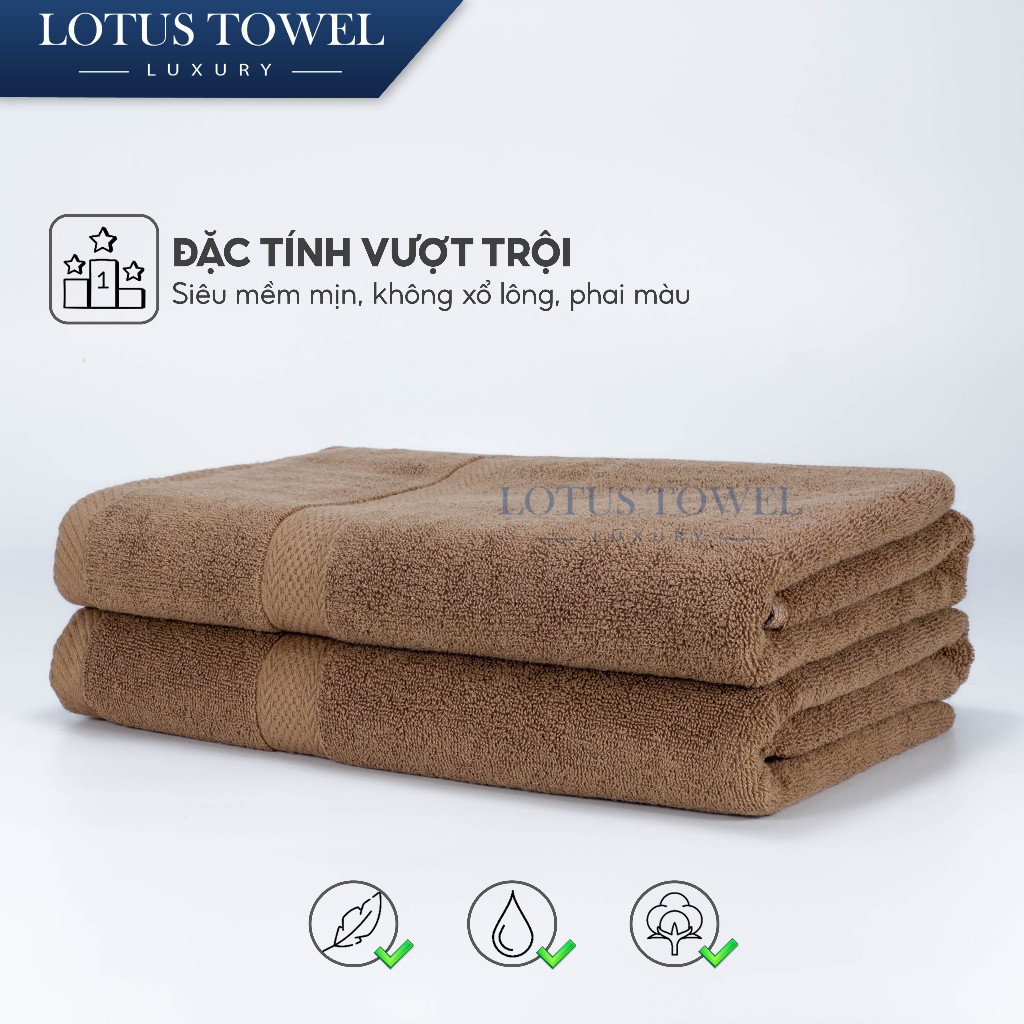 LOTUS TOWEL
LUXURY
ĐẶC TÍNH VƯỢT TRỘI
Siêu mềm mịn, không xổ lông, phai màu
1
LOTUS TOWEL
LUXURY